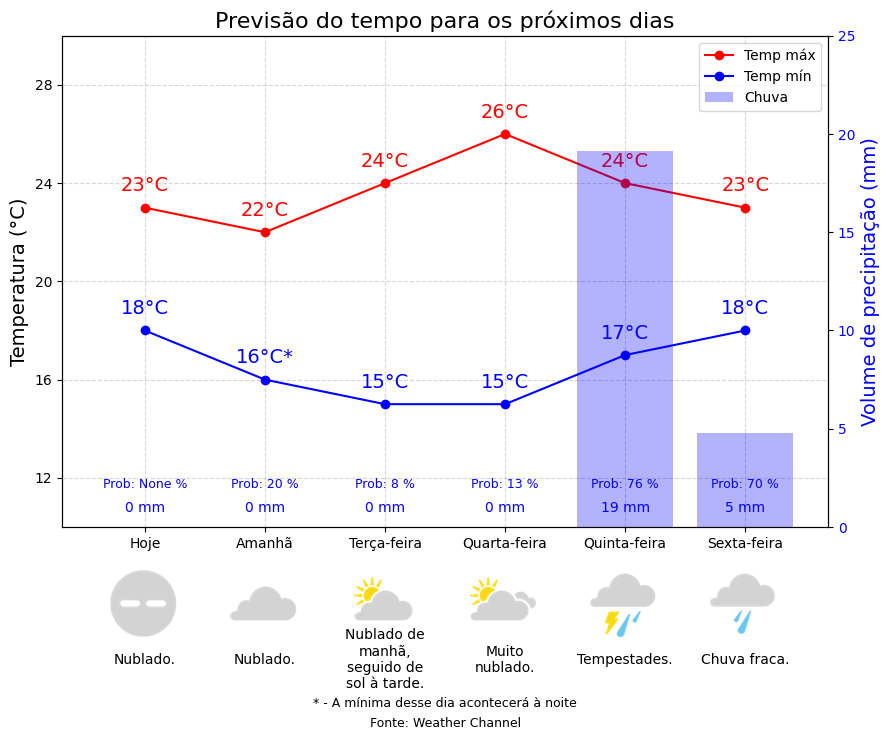 Previsão do tempo para os próximos dias
Temperatura (°C)
Volume de precipitação (mm)
28
24
20
16
12
25
20
15
10
5
0
Temp máx
Temp mín
Chuva
23°C
22°C
24°C
26°C
24°C
23°C
18°C
16°C*
15°C
15°C
17°C
18°C
Prob: None %
Prob: 20 %
Prob: 8 %
Prob: 13 %
Prob: 76 %
Prob: 70 %
0 mm
0 mm
0 mm
0 mm
19 mm
5 mm
Hoje
Amanhã
Terça-feira
Quarta-feira
Quinta-feira
Sexta-feira
Nublado.
Nublado.
Nublado de
manhã,
seguido de
sol à tarde.
Muito
nublado.
Tempestades.
Chuva fraca.
* - A mínima desse dia acontecerá à noite
Fonte: Weather Channel